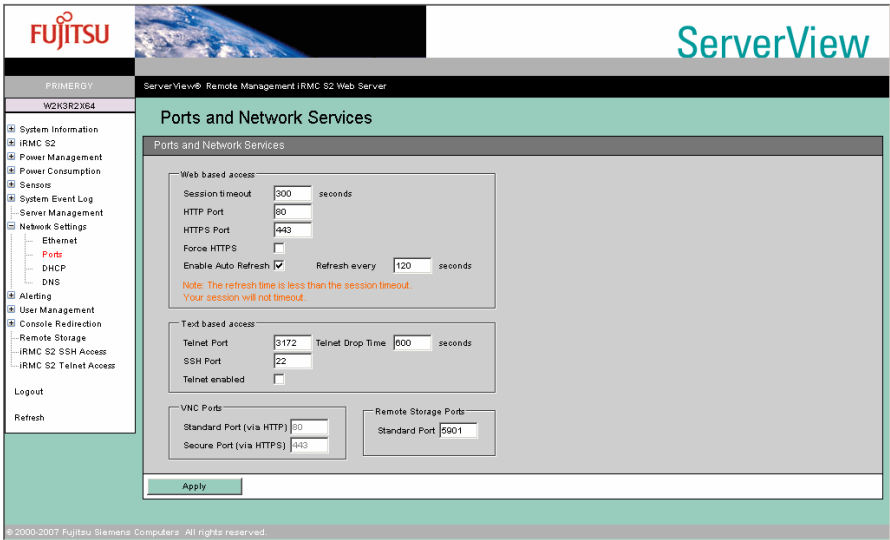 FUJITSU
ServerView
PRIMERGY
ServerView® Remote Management iRMC S2 Web Server
W2K3R2X64
System Information
iRMC S2
Power Management
Power Consumption
Sensors
System Event Log
Server Management
Network Settings
Ethernet
Ports
DHCP
DNS
Alerting
User Management
Console Redirection
Remote Storage
iRMC S2 SSH Access
iRMC S2 Telnet Access
Logout
Refresh
Ports and Network Services
Ports and Network Services
Web based access
Session timeout 300 seconds
HTTP Port 80
HTTPS Port 443
Force HTTPS
Enable Auto Refresh Refresh every 120 seconds
Note: The refresh time is less than the session timeout.
Your session will not timeout.
Text based access
Telnet Port 3172 Telnet Drop Time 600 seconds
SSH Port 22
Telnet enabled
VNC Ports
Standard Port (via HTTP) 80
Secure Port (via HTTPS) 443
Remote Storage Ports
Standard Port 5901
Apply
© 2000-2007 Fujitsu Siemens Computers All rights reserved.